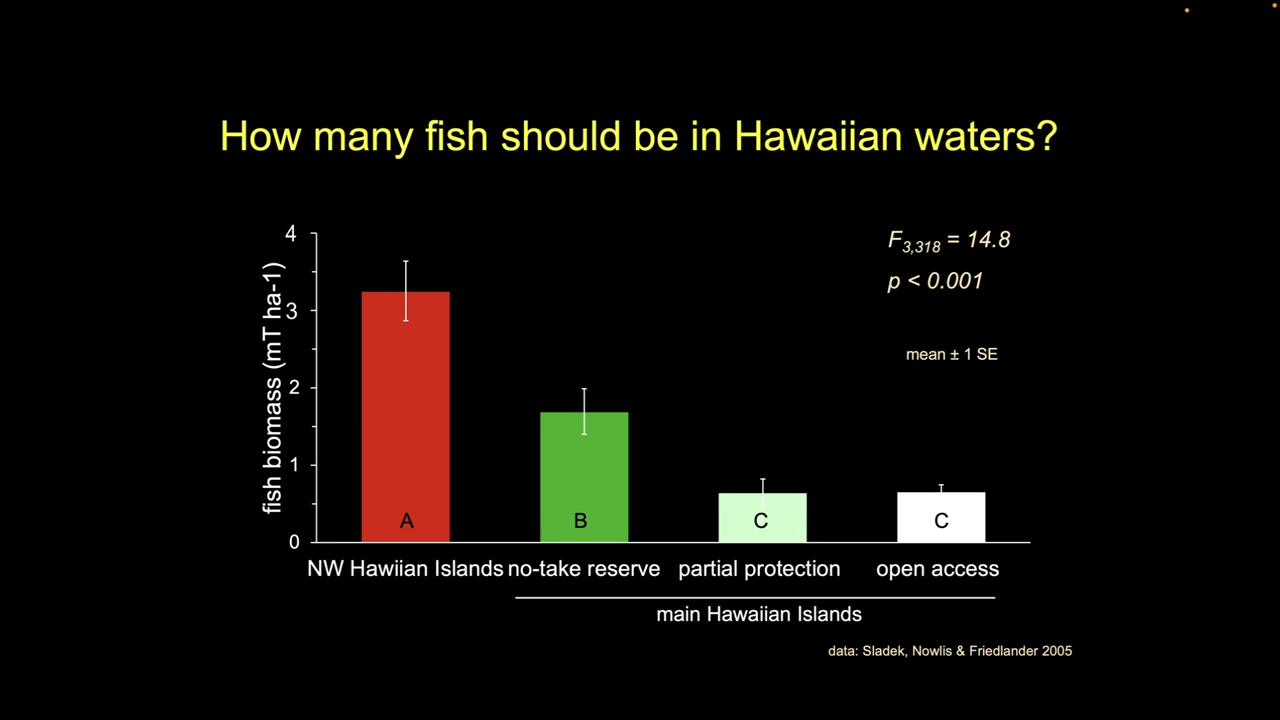 How many fish should be in Hawaiian waters?
F3,318 = 14.8
p < 0.001
mean ± 1 SE
fish biomass (mT ha-1)
4
3
2
1
0
A
B
C
C
NW Hawiian Islands
no-take reserve
partial protection
open access
main Hawaiian Islands
data: Sladek, Nowlis & Friedlander 2005